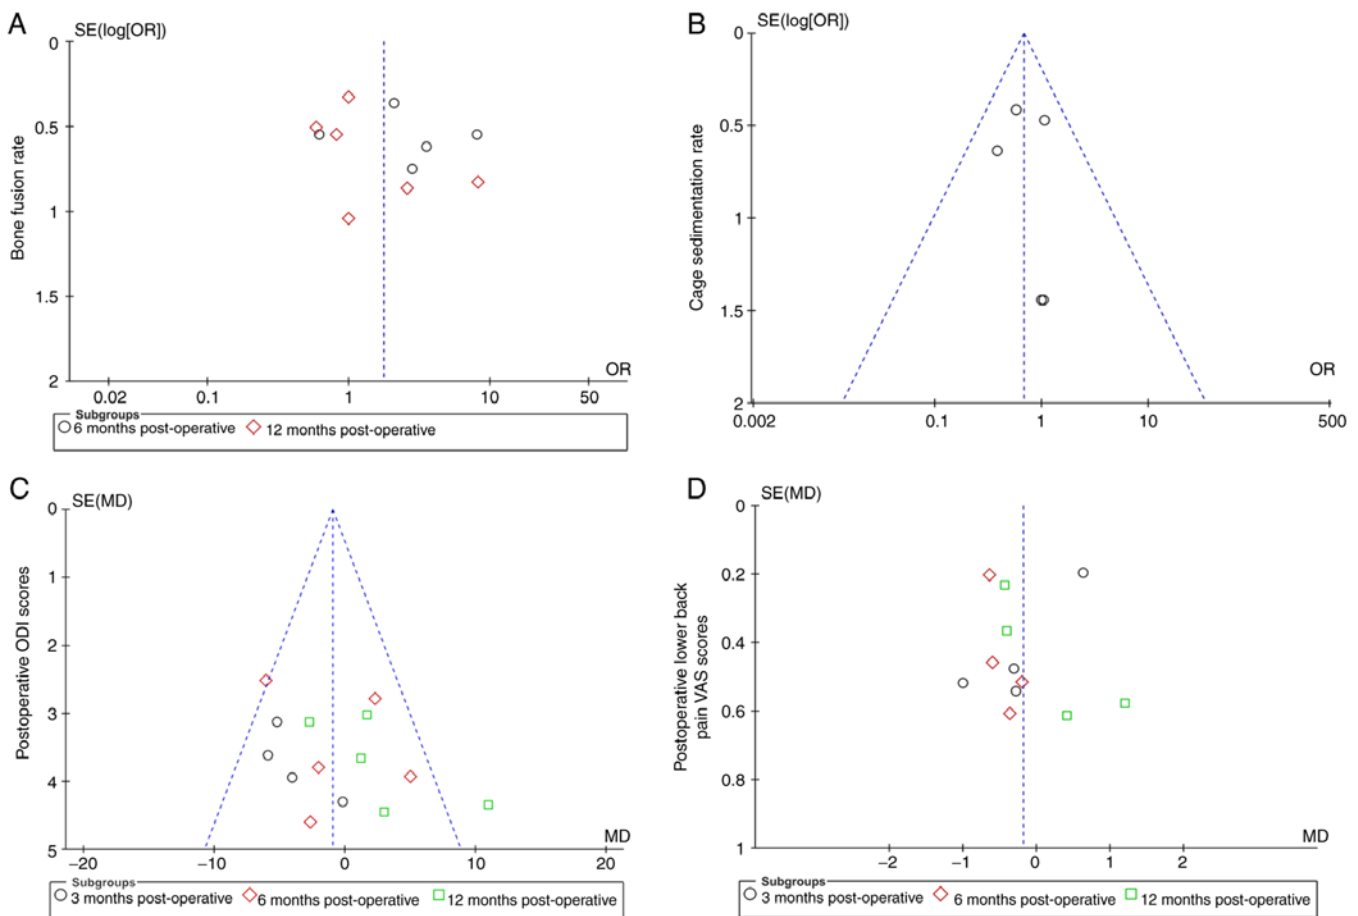 A
SE(log[OR])
0
0.5
1
1.5
2
Bone fusion rate
OR
0.02
0.1
1
10
50
Subgroups
6 months post-operative
12 months post-operative
B
SE(log[OR])
0
0.5
1
1.5
2
Cage sedimentation rate
OR
0.002
0.1
1
10
500
C
SE(MD)
0
1
2
3
4
5
Postoperative ODI scores
MD
−20
−10
0
10
20
Subgroups
3 months post-operative
6 months post-operative
12 months post-operative
D
SE(MD)
0
0.2
0.4
0.6
0.8
1
Postoperative lower back
pain VAS scores
MD
−2
−1
0
1
2
Subgroups
3 months post-operative
6 months post-operative
12 months post-operative